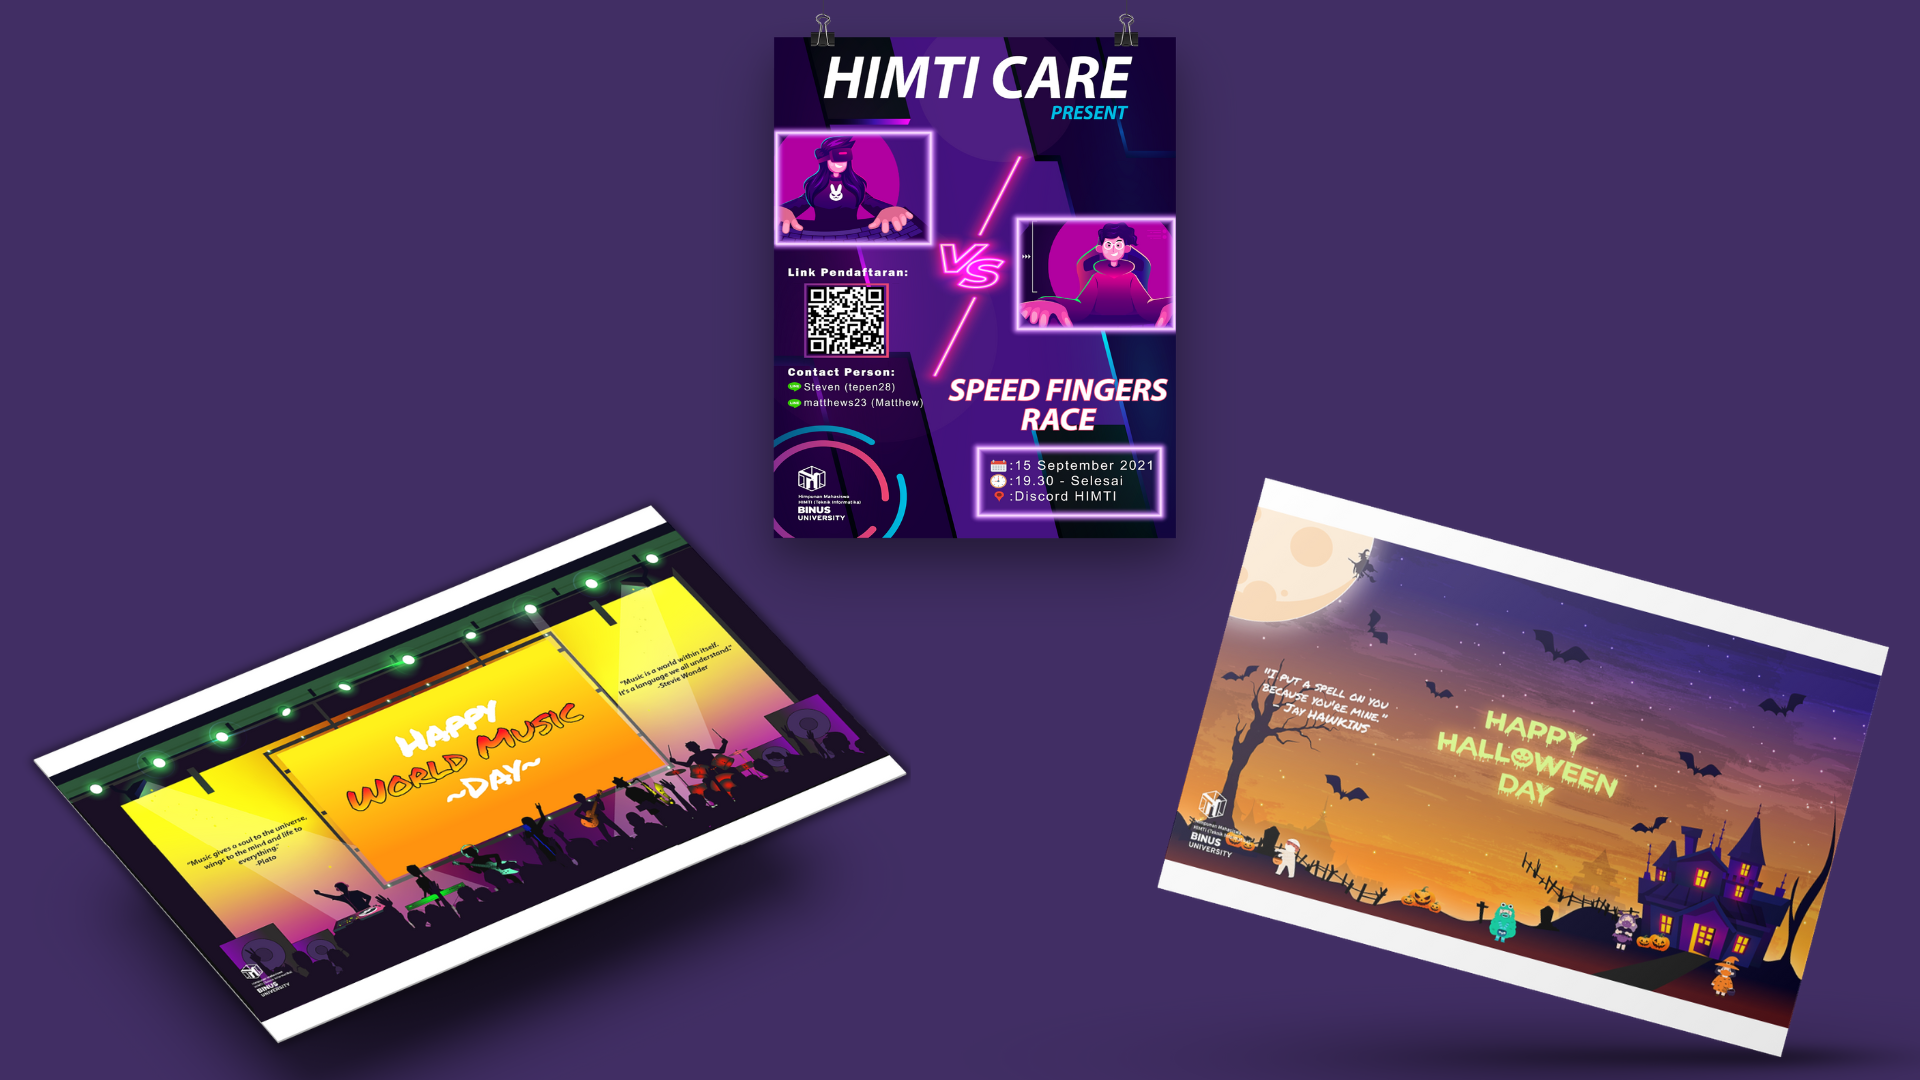 HIMTI CARE
PRESENT
VS
Link Pendaftaran:
Contact Person:
Steven (tepen28)
matthews23 (Matthew)
SPEED FINGERS
RACE
:15 September 2021
:19.30 - Selesai
:Discord HIMTI
Himpunan Mahasiswa
HIMTI (Teknik Informatika)
BINUS
UNIVERSITY
"Music is a world within itself.
It's a language we all understand."
-Stevie Wonder
HAPPY
WORLD MUSIC
~DAY~
"Music gives a soul to the universe,
wings to the mind and life to
everything."
-Plato
BINUS
UNIVERSITY
"I PUT A SPELL ON YOU
BECAUSE YOU'RE MINE."
- JAY HAWKINS
HAPPY
HALLOWEEN
DAY
Himpunan Mahasiswa
HIMTI (Teknik
BINUS
UNIVERSITY